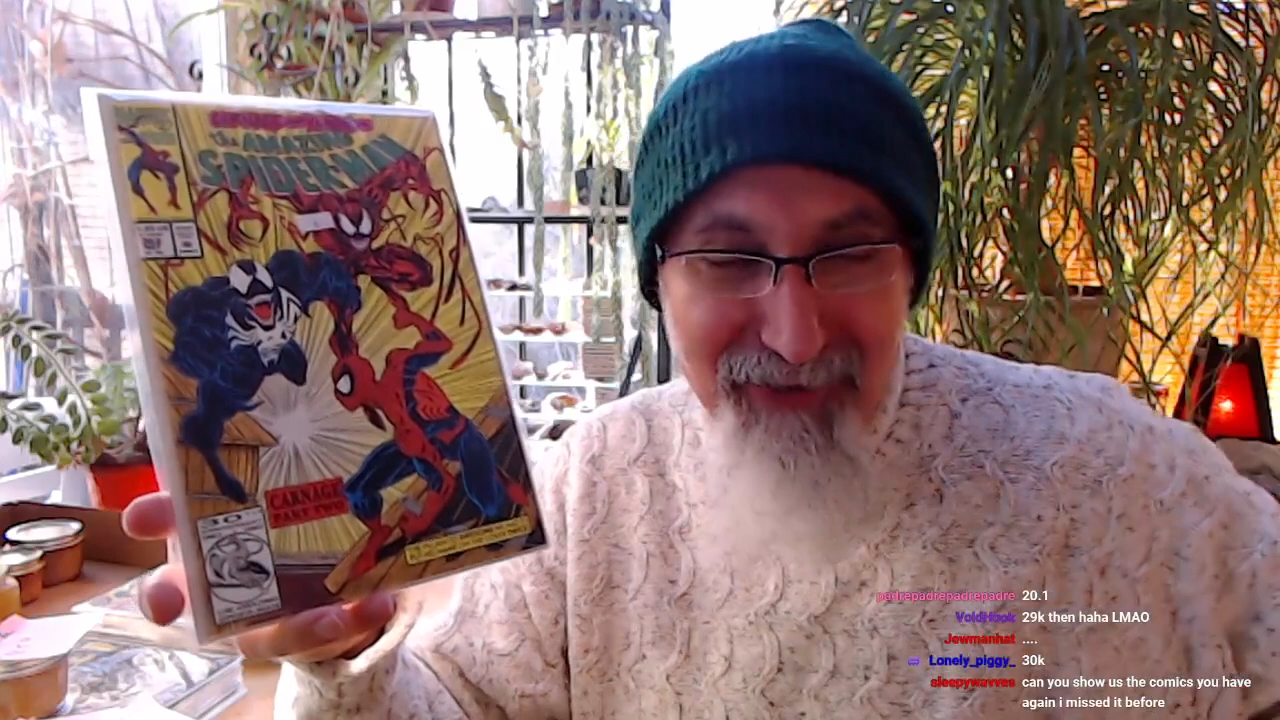 the AMAZING
SPIDER-MAN
CARNAGE
PART TWO
30
padrepadrepadrepadre 20.1
VoidHook 29k then haha LMAO
Jewmanhat ....
Lonely_piggy_ 30k
sleepywavves can you show us the comics you have
again i missed it before